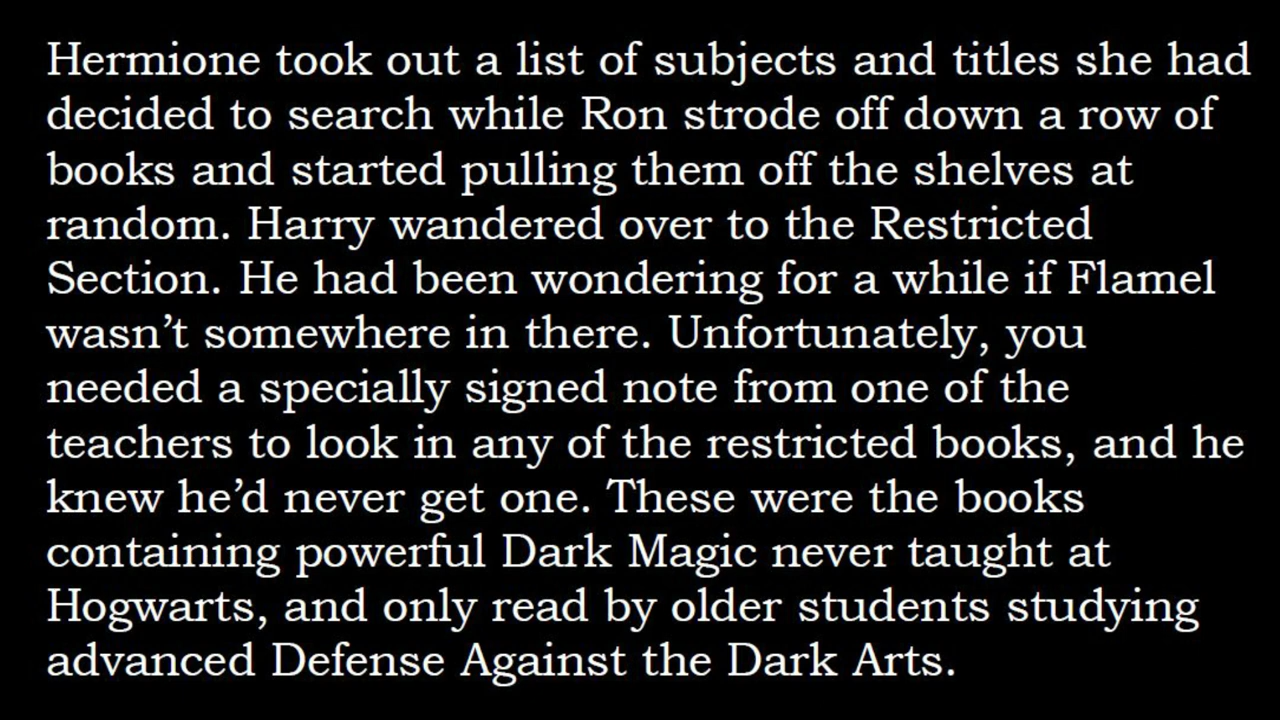 Hermione took out a list of subjects and titles she had
decided to search while Ron strode off down a row of
books and started pulling them off the shelves at
random. Harry wandered over to the Restricted
Section. He had been wondering for a while if Flamel
wasn’t somewhere in there. Unfortunately, you
needed a specially signed note from one of the
teachers to look in any of the restricted books, and he
knew he’d never get one. These were the books
containing powerful Dark Magic never taught at
Hogwarts, and only read by older students studying
advanced Defense Against the Dark Arts.